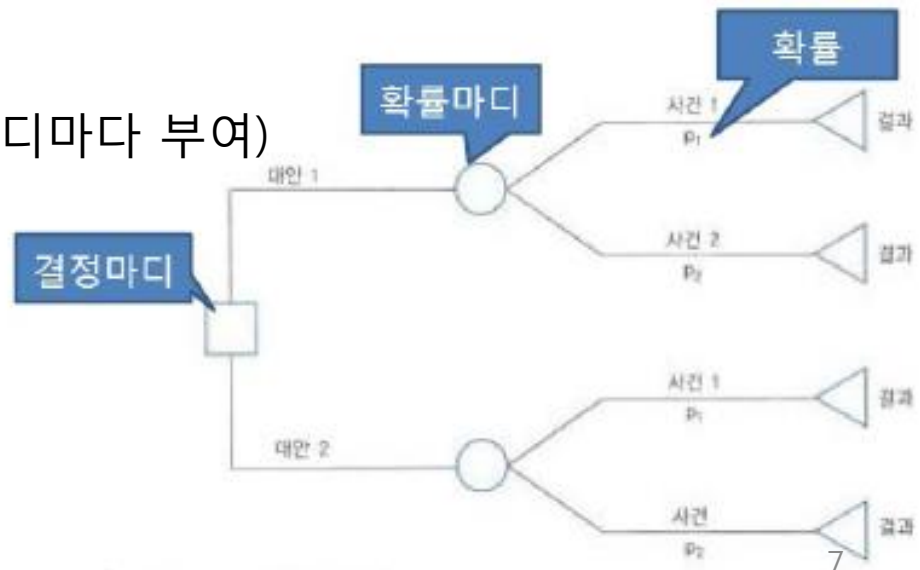 확률
확률마디
디마다 부여)
사건 1
P₁
결과
대안 1
사건 2
P₂
결과
결정마디
사건 1
P₁
결과
대안 2
사건
P₂
결과
7